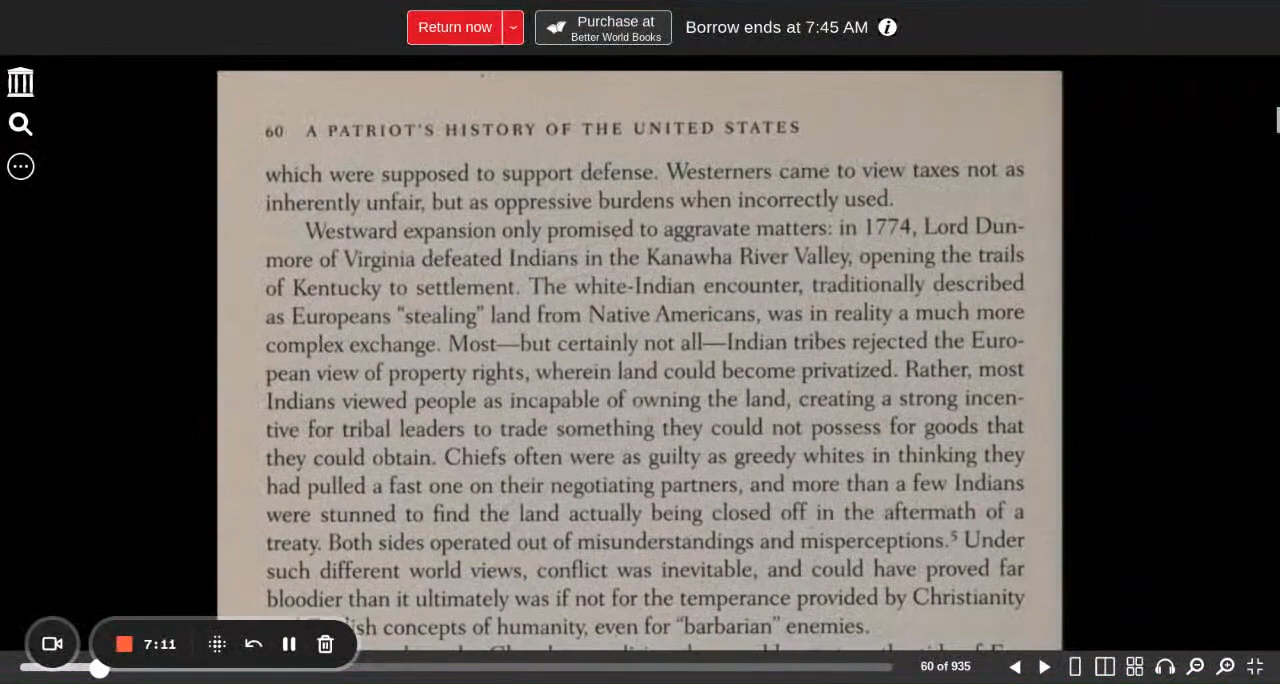 Return now
Purchase at
Better World Books
Borrow ends at 7:45 AM
60 A PATRIOT'S HISTORY OF THE UNITED STATES
which were supposed to support defense. Westerners came to view taxes not as
inherently unfair, but as oppressive burdens when incorrectly used.
Westward expansion only promised to aggravate matters: in 1774, Lord Dun-
more of Virginia defeated Indians in the Kanawha River Valley, opening the trails
of Kentucky to settlement. The white-Indian encounter, traditionally described
as Europeans "stealing" land from Native Americans, was in reality a much more
complex exchange. Most—but certainly not all—Indian tribes rejected the Euro-
pean view of property rights, wherein land could become privatized. Rather, most
Indians viewed people as incapable of owning the land, creating a strong incen-
tive for tribal leaders to trade something they could not possess for goods that
they could obtain. Chiefs often were as guilty as greedy whites in thinking they
had pulled a fast one on their negotiating partners, and more than a few Indians
were stunned to find the land actually being closed off in the aftermath of a
treaty. Both sides operated out of misunderstandings and misperceptions.⁵ Under
such different world views, conflict was inevitable, and could have proved far
bloodier than it ultimately was if not for the temperance provided by Christianity
concepts of humanity, even for "barbarian" enemies.
7:11
60 of 935